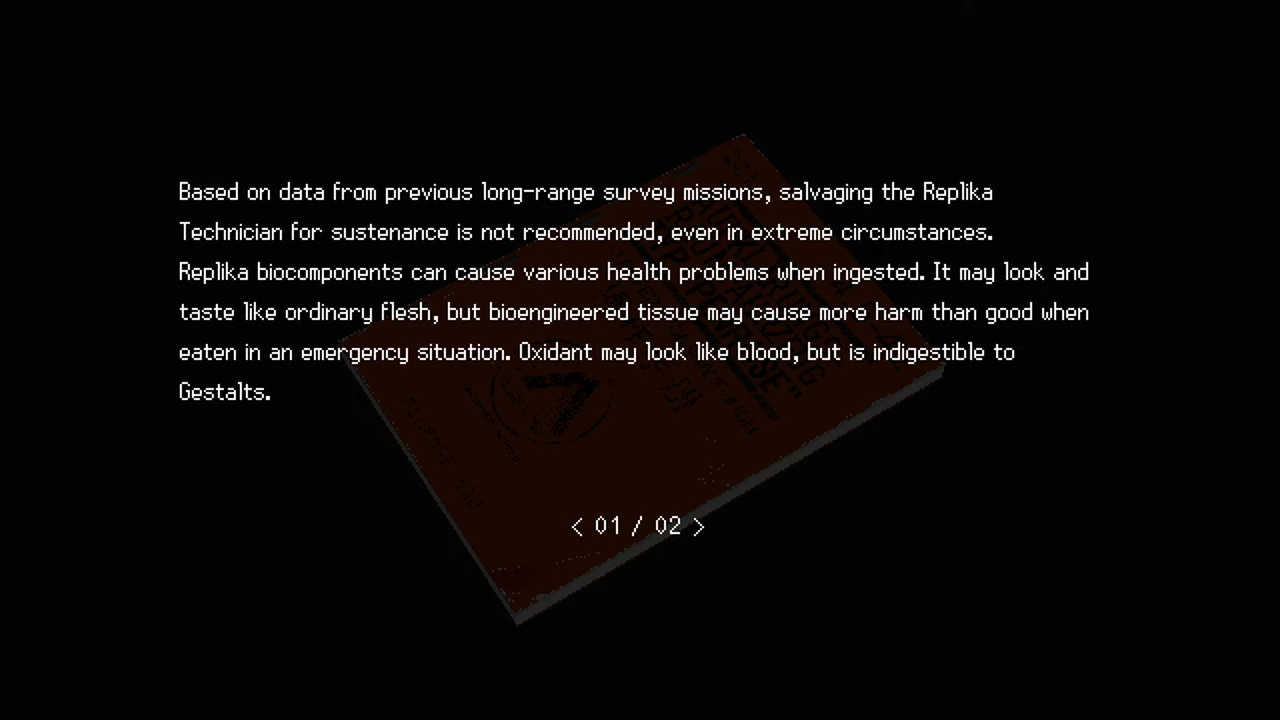 Based on data from previous long-range survey missions, salvaging the Replika
Technician for sustenance is not recommended, even in extreme circumstances.
Replika biocomponents can cause various health problems when ingested. It may look and
taste like ordinary flesh, but bioengineered tissue may cause more harm than good when
eaten in an emergency situation. Oxidant may look like blood, but is indigestible to
Gestalts.
< 01 / 02 >